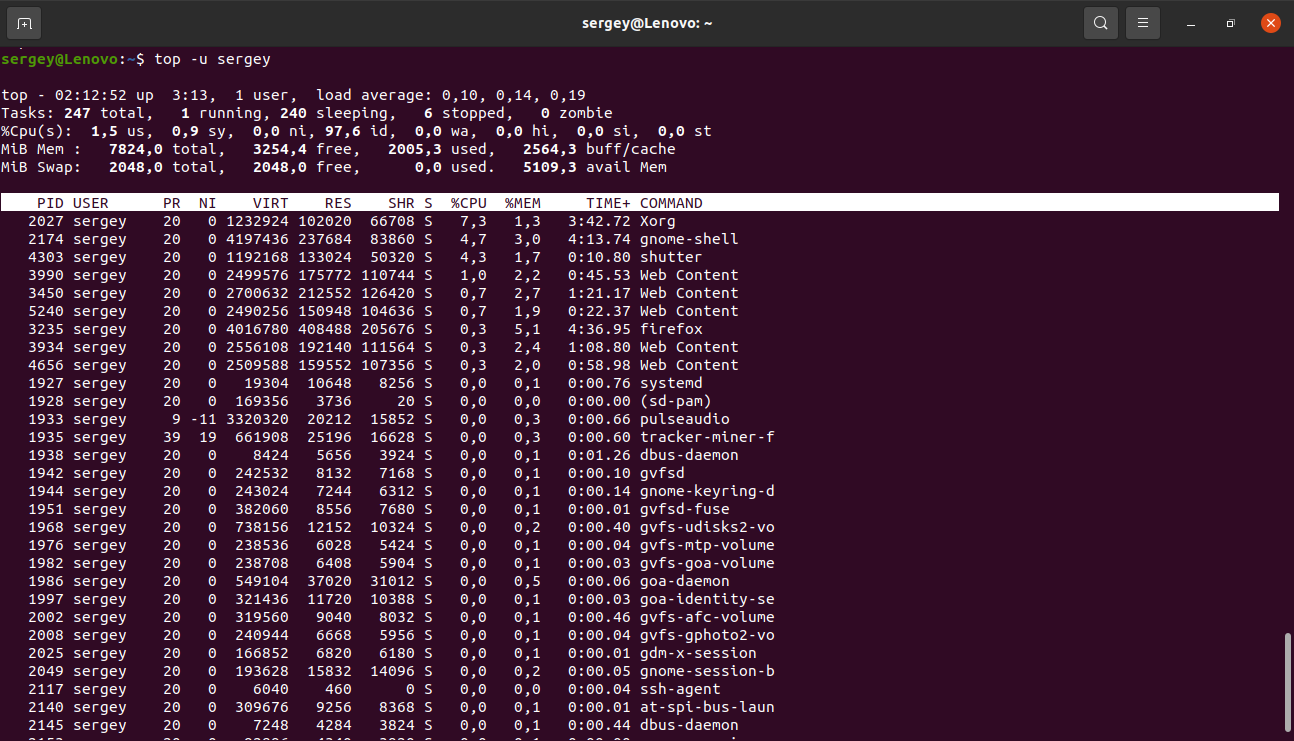 sergey@Lenovo: ~
sergey@Lenovo:~$ top -u sergey
top - 02:12:52 up  3:13,  1 user,  load average: 0,10, 0,14, 0,19
Tasks: 247 total,   1 running, 240 sleeping,   6 stopped,   0 zombie
%Cpu(s):  1,5 us,  0,9 sy,  0,0 ni, 97,6 id,  0,0 wa,  0,0 hi,  0,0 si,  0,0 st
MiB Mem :   7824,0 total,   3254,4 free,   2005,3 used,   2564,3 buff/cache
MiB Swap:   2048,0 total,   2048,0 free,      0,0 used.   5109,3 avail Mem
PID USER      PR  NI    VIRT    RES    SHR S  %CPU  %MEM     TIME+ COMMAND
2027 sergey    20   0 1232924 102020  66708 S   7,3   1,3   3:42.72 Xorg
2174 sergey    20   0 4197436 237684  83860 S   4,7   3,0   4:13.74 gnome-shell
4303 sergey    20   0 1192168 133024  50320 S   4,3   1,7   0:10.80 shutter
3990 sergey    20   0 2499576 175772 110744 S   1,0   2,2   0:45.53 Web Content
3450 sergey    20   0 2700632 212552 126420 S   0,7   2,7   1:21.17 Web Content
5240 sergey    20   0 2490256 150948 104636 S   0,7   1,9   0:22.37 Web Content
3235 sergey    20   0 4016780 408488 205676 S   0,3   5,1   4:36.95 firefox
3934 sergey    20   0 2556108 192140 111564 S   0,3   2,4   1:08.80 Web Content
4656 sergey    20   0 2509588 159552 107356 S   0,3   2,0   0:58.98 Web Content
1927 sergey    20   0   19304  10648   8256 S   0,0   0,1   0:00.76 systemd
1928 sergey    20   0  169356   3736     20 S   0,0   0,0   0:00.00 (sd-pam)
1933 sergey     9 -11 3320320  20212  15852 S   0,0   0,3   0:00.66 pulseaudio
1935 sergey    39  19  661908  25196  16628 S   0,0   0,3   0:00.60 tracker-miner-f
1938 sergey    20   0    8424   5656   3924 S   0,0   0,1   0:01.26 dbus-daemon
1942 sergey    20   0  242532   8132   7168 S   0,0   0,1   0:00.10 gvfsd
1944 sergey    20   0  243024   7244   6312 S   0,0   0,1   0:00.14 gnome-keyring-d
1951 sergey    20   0  382060   8556   7680 S   0,0   0,1   0:00.01 gvfsd-fuse
1968 sergey    20   0  738156  12152  10324 S   0,0   0,2   0:00.40 gvfs-udisks2-vo
1976 sergey    20   0  238536   6028   5424 S   0,0   0,1   0:00.04 gvfs-mtp-volume
1982 sergey    20   0  238708   6408   5904 S   0,0   0,1   0:00.03 gvfs-goa-volume
1986 sergey    20   0  549104  37020  31012 S   0,0   0,5   0:00.06 goa-daemon
1997 sergey    20   0  321436  11720  10388 S   0,0   0,1   0:00.03 goa-identity-se
2002 sergey    20   0  319560   9040   8032 S   0,0   0,1   0:00.46 gvfs-afc-volume
2008 sergey    20   0  240944   6668   5956 S   0,0   0,1   0:00.04 gvfs-gphoto2-vo
2025 sergey    20   0  166852   6820   6180 S   0,0   0,1   0:00.01 gdm-x-session
2049 sergey    20   0  193628  15832  14096 S   0,0   0,2   0:00.05 gnome-session-b
2117 sergey    20   0    6040    460      0 S   0,0   0,0   0:00.04 ssh-agent
2140 sergey    20   0  309676   9256   8368 S   0,0   0,1   0:00.01 at-spi-bus-laun
2145 sergey    20   0    7248   4284   3824 S   0,0   0,1   0:00.44 dbus-daemon